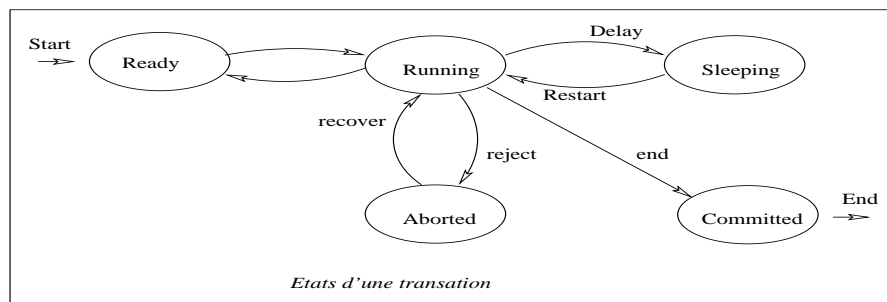 Start
Ready
Running
Delay
Sleeping
Restart
recover
reject
end
Aborted
Committed
End
Etats d'une transation